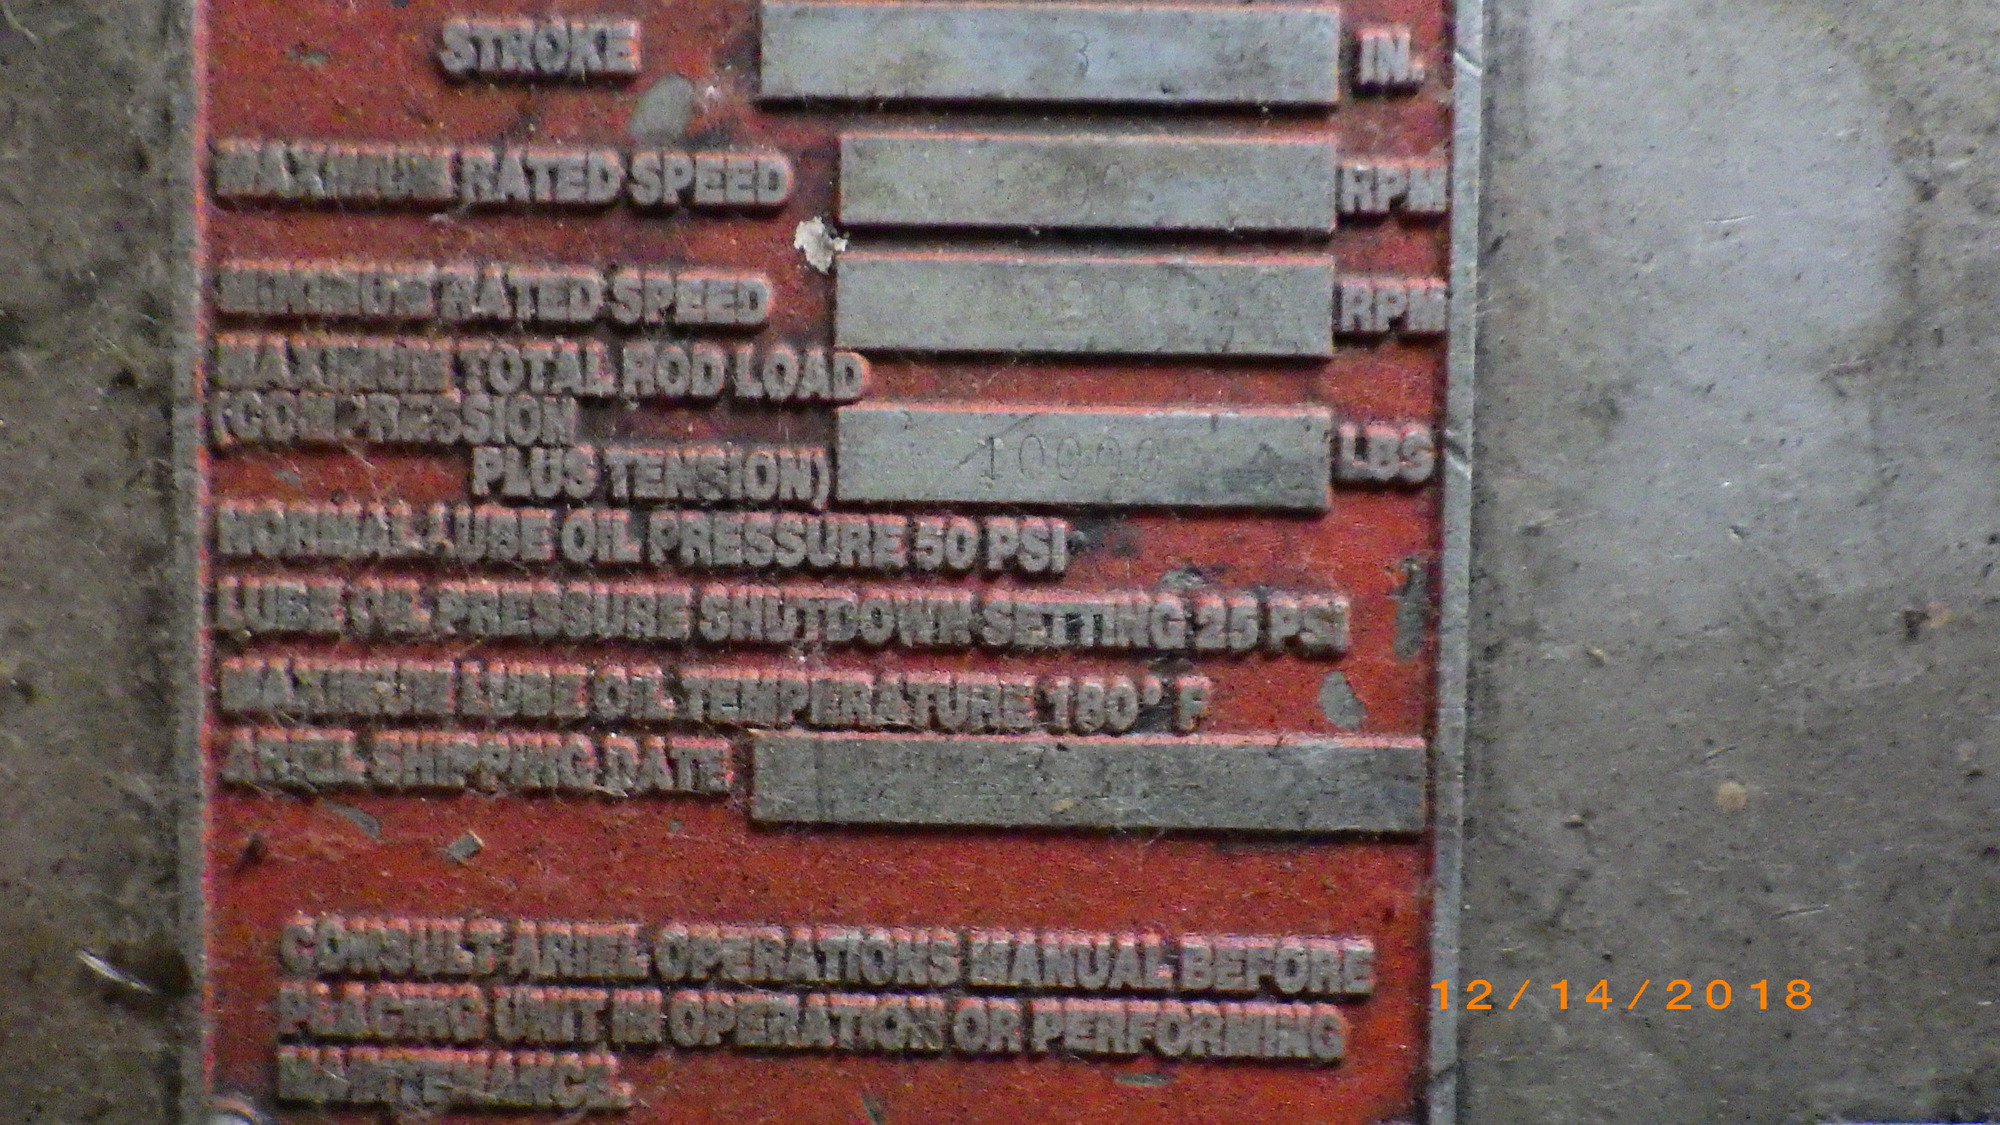 STROKE 3 IN.
MAXIMUM RATED SPEED RPM
MINIMUM RATED SPEED RPM
MAXIMUM TOTAL ROD LOAD
(COMPRESSION
PLUS TENSION) 10000 LBS
NORMAL LUBE OIL PRESSURE 50 PSI
LUBE OIL PRESSURE SHUTDOWN SETTING 25 PSI
MAXIMUM LUBE OIL TEMPERATURE 180° F
ARIEL SHIPPING DATE
CONSULT ARIEL OPERATIONS MANUAL BEFORE
PLACING UNIT IN OPERATION OR PERFORMING
MAINTENANCE.
12/14/2018